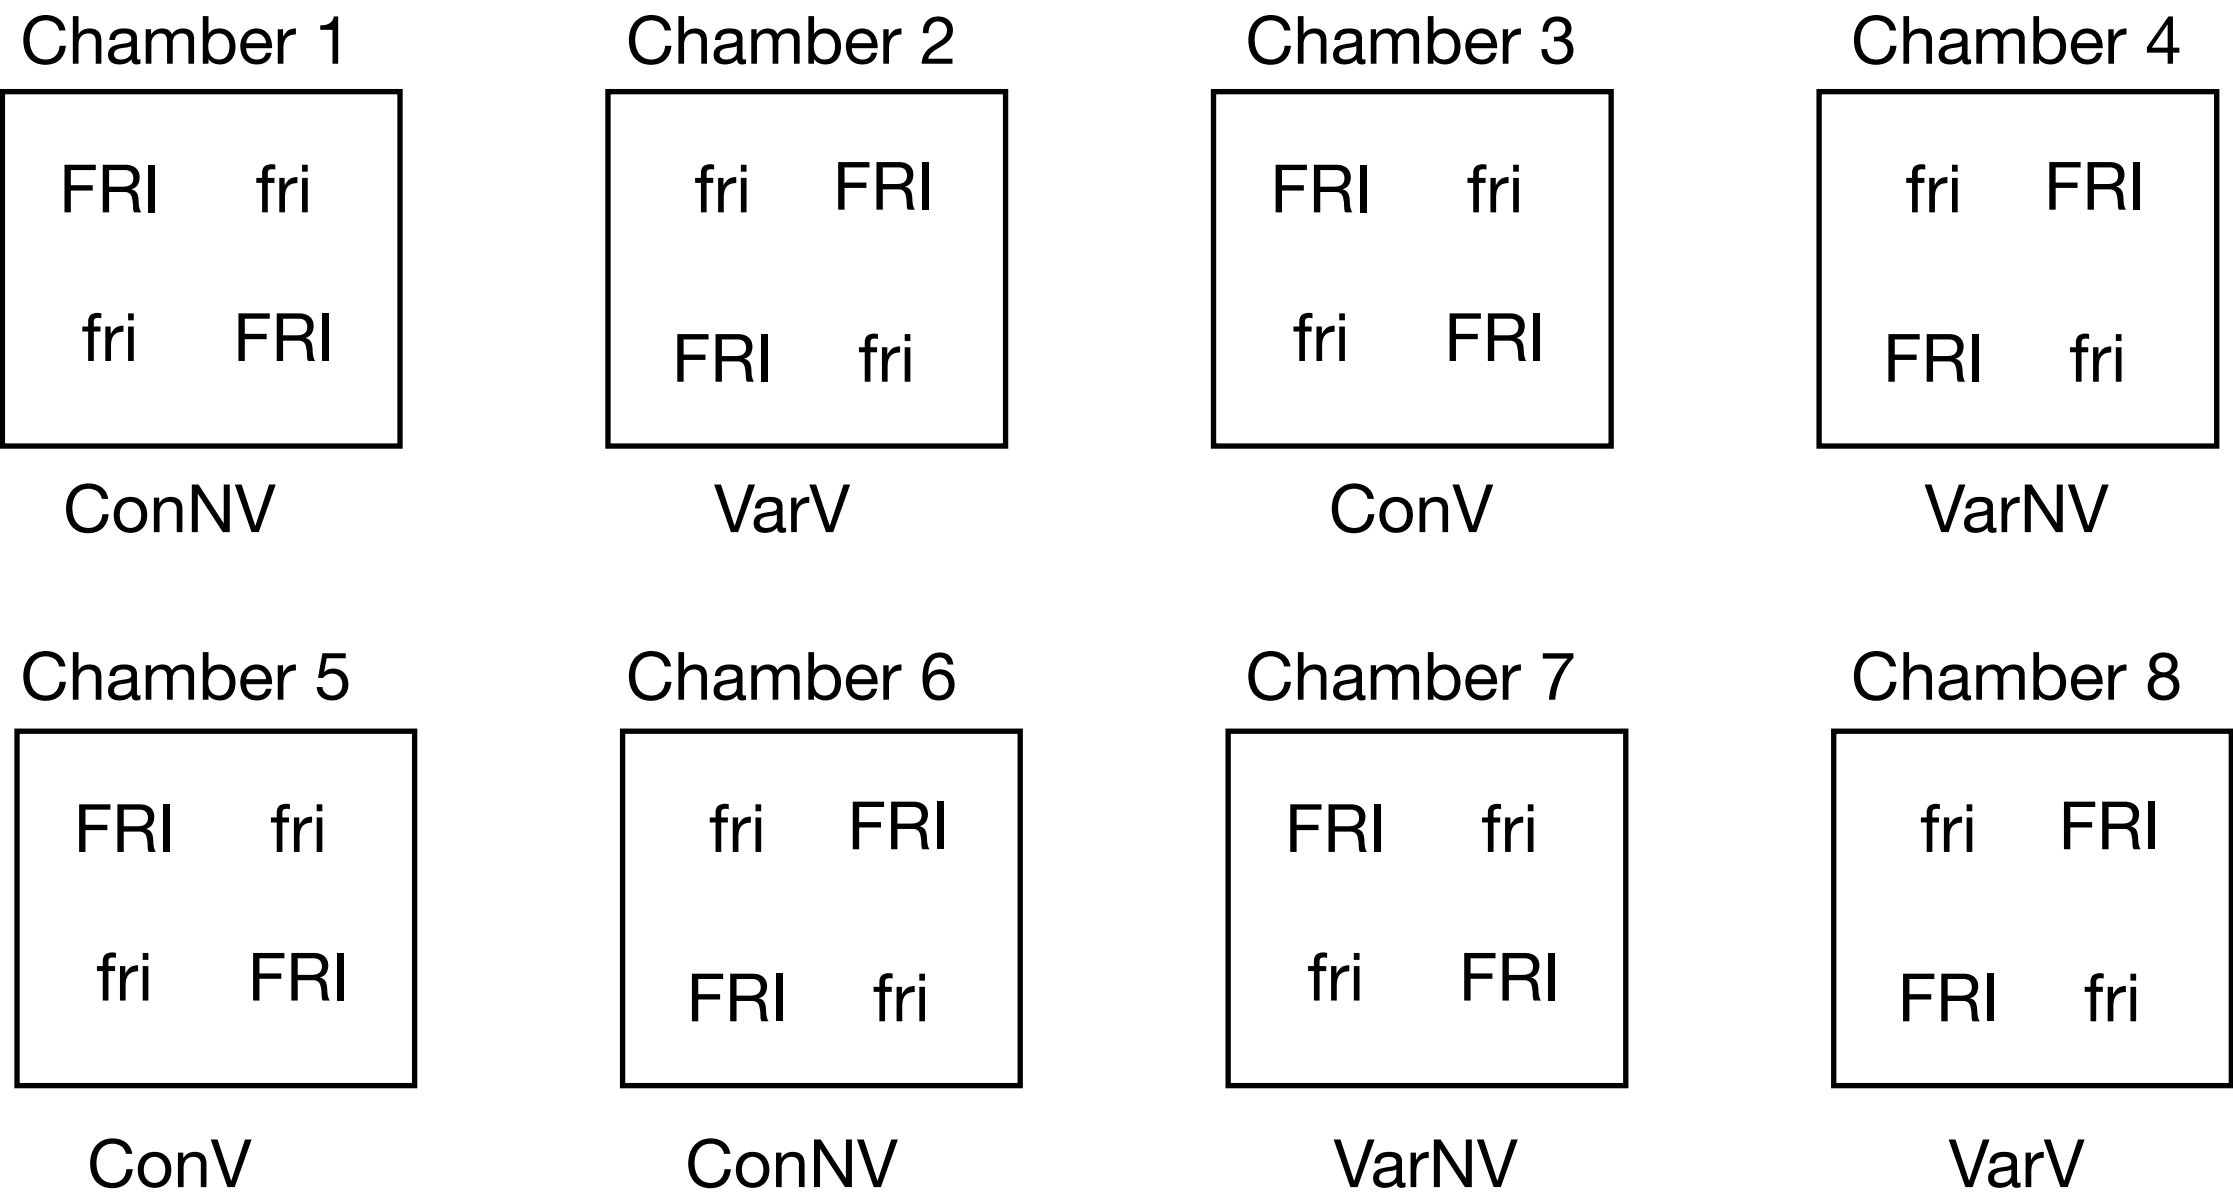 Chamber 1 Chamber 2 Chamber 3 Chamber 4
FRI fri fri FRI FRI fri fri FRI
fri FRI FRI fri fri FRI FRI fri
ConNV VarV ConV VarNV
Chamber 5 Chamber 6 Chamber 7 Chamber 8
FRI fri fri FRI FRI fri fri FRI
fri FRI FRI fri fri FRI FRI fri
ConV ConNV VarNV VarV